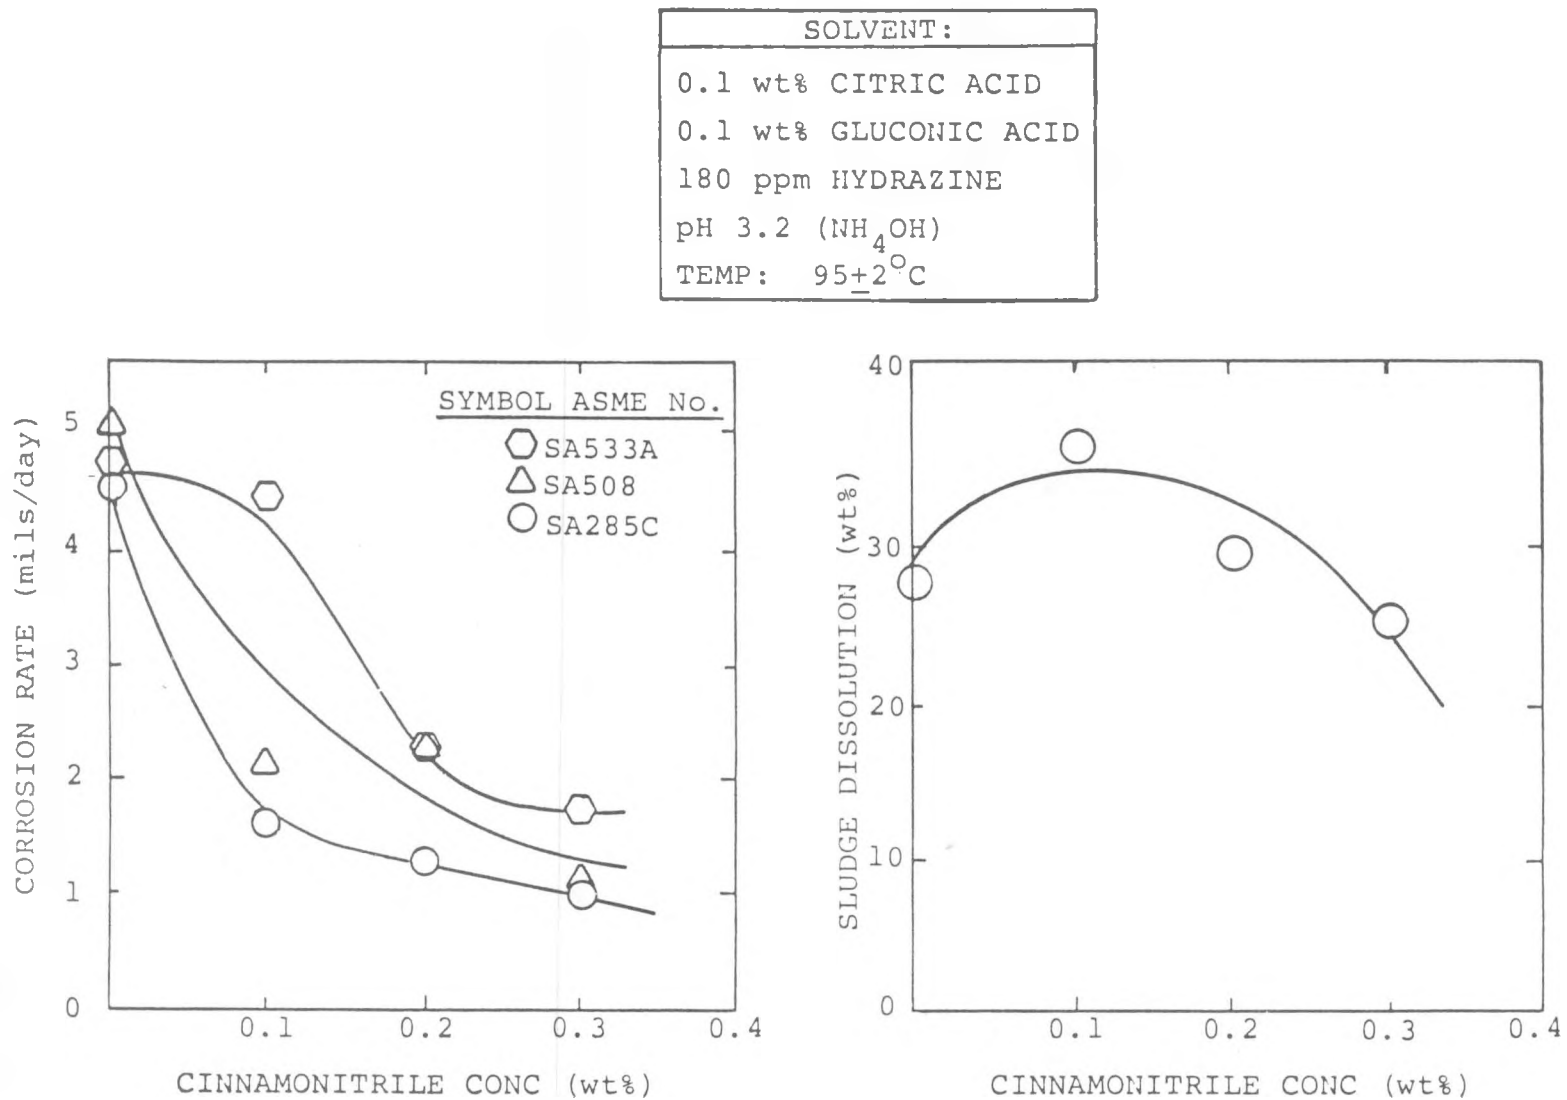 SOLVENT:
0.1 wt% CITRIC ACID
0.1 wt% GLUCONIC ACID
180 ppm HYDRAZINE
pH 3.2 (NH4OH)
TEMP: 95±2°C
CORROSION RATE (mils/day)
5
4
3
2
1
0
SYMBOL ASME No.
SA533A
SA508
SA285C
0.1 0.2 0.3 0.4
CINNAMONITRILE CONC (wt%)
SLUDGE DISSOLUTION (wt%)
40
30
20
10
0
0.1 0.2 0.3 0.4
CINNAMONITRILE CONC (wt%)